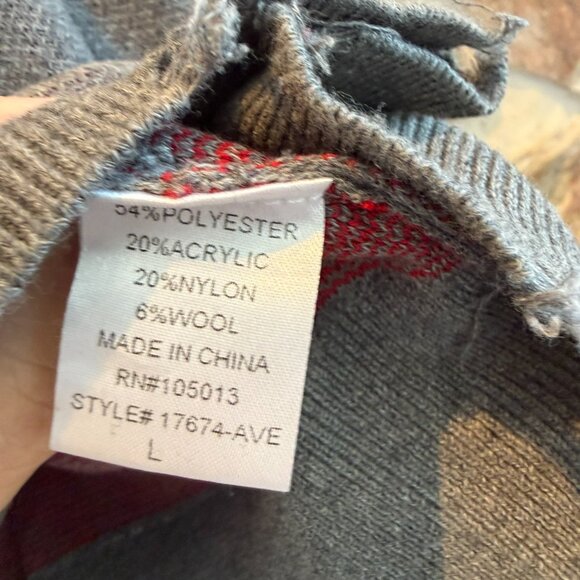 54%POLYESTER
20%ACRYLIC
20%NYLON
6%WOOL
MADE IN CHINA
RN#105013
STYLE# 17674-AVE
L